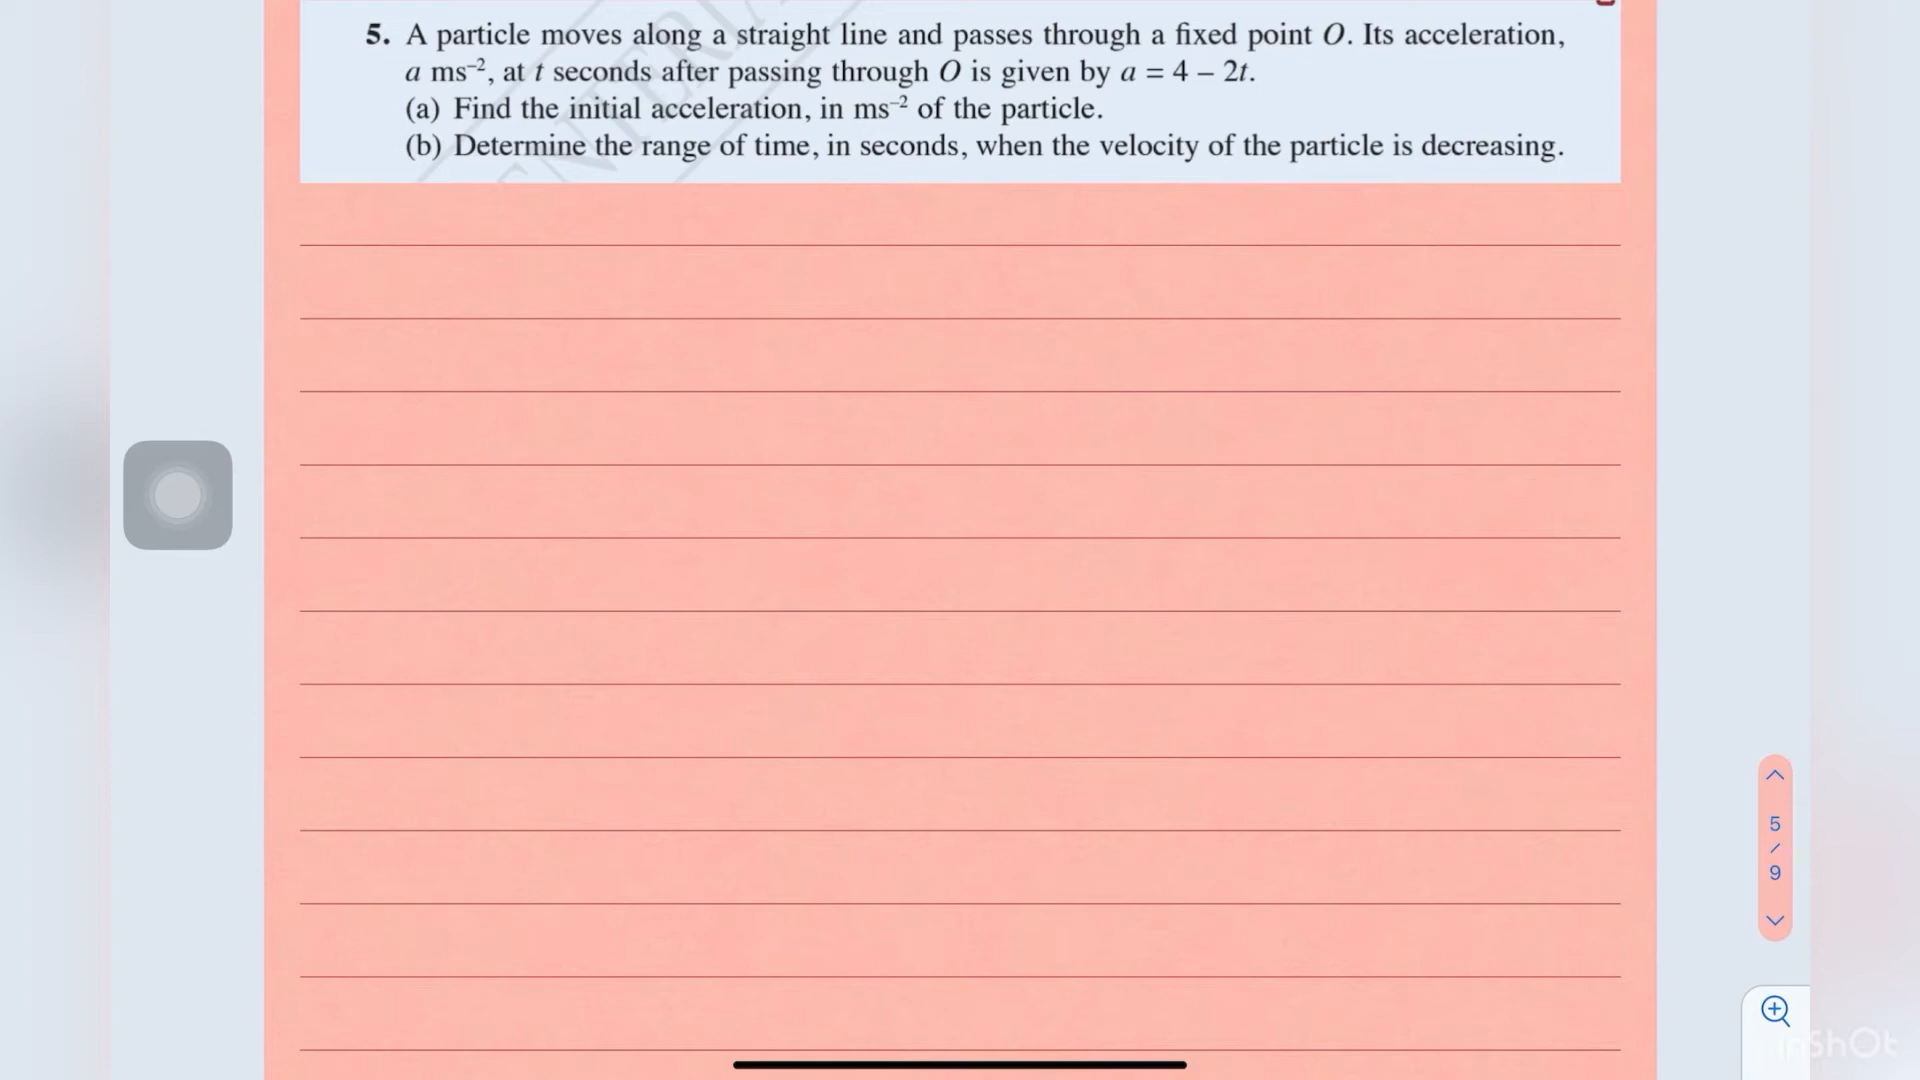 5. A particle moves along a straight line and passes through a fixed point O. Its acceleration,
a ms⁻², at t seconds after passing through O is given by a = 4 – 2t.
(a) Find the initial acceleration, in ms⁻² of the particle.
(b) Determine the range of time, in seconds, when the velocity of the particle is decreasing.
5
/
9
InShOt